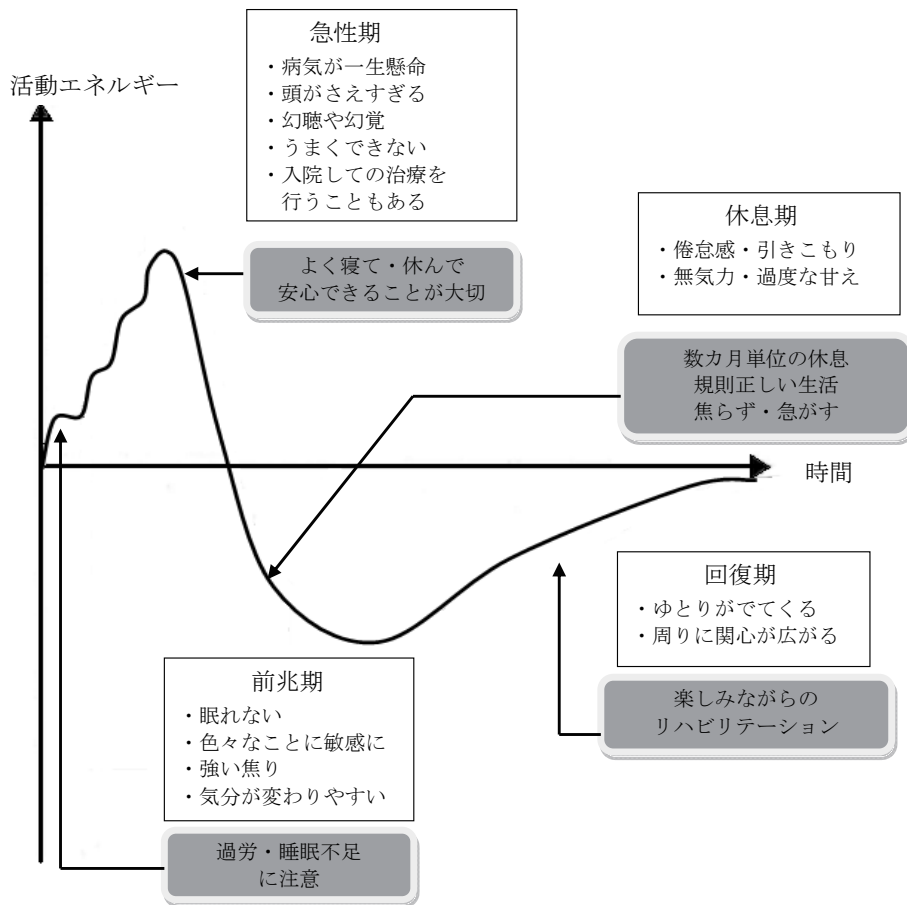 活動エネルギー
急性期
・病気が一生懸命
・頭がさえすぎる
・幻聴や幻覚
・うまくできない
・入院しての治療を
行うこともある
よく寝て・休んで
安心できることが大切
休息期
・倦怠感・引きこもり
・無気力・過度な甘え
数カ月単位の休息
規則正しい生活
焦らず・急がす
時間
回復期
・ゆとりがでてくる
・周りに関心が広がる
楽しみながらの
リハビリテーション
前兆期
・眠れない
・色々なことに敏感に
・強い焦り
・気分が変わりやすい
過労・睡眠不足
に注意